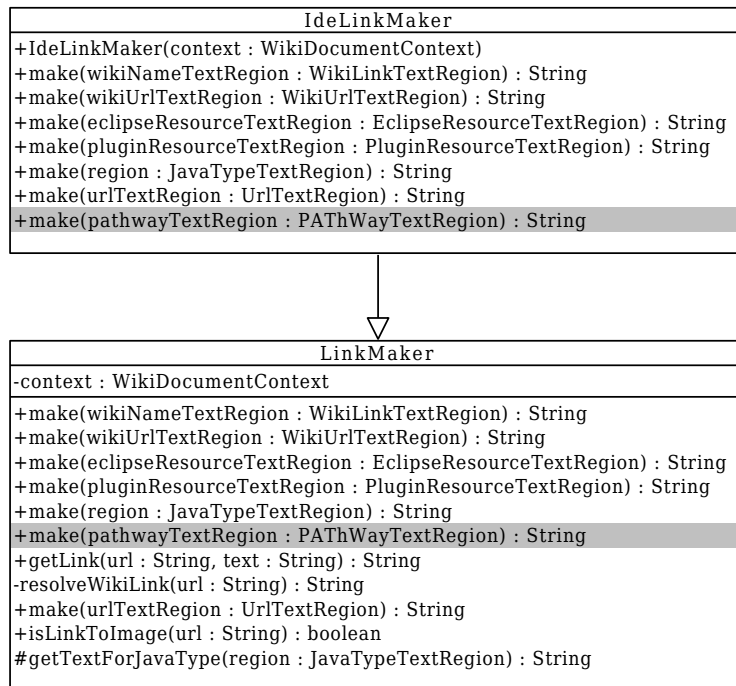 IdeLinkMaker
+IdeLinkMaker(context : WikiDocumentContext)
+make(wikiNameTextRegion : WikiLinkTextRegion) : String
+make(wikiUrlTextRegion : WikiUrlTextRegion) : String
+make(eclipseResourceTextRegion : EclipseResourceTextRegion) : String
+make(pluginResourceTextRegion : PluginResourceTextRegion) : String
+make(region : JavaTypeTextRegion) : String
+make(urlTextRegion : UrlTextRegion) : String
+make(pathwayTextRegion : PAThWayTextRegion) : String
LinkMaker
-context : WikiDocumentContext
+make(wikiNameTextRegion : WikiLinkTextRegion) : String
+make(wikiUrlTextRegion : WikiUrlTextRegion) : String
+make(eclipseResourceTextRegion : EclipseResourceTextRegion) : String
+make(pluginResourceTextRegion : PluginResourceTextRegion) : String
+make(region : JavaTypeTextRegion) : String
+make(pathwayTextRegion : PAThWayTextRegion) : String
+getLink(url : String, text : String) : String
-resolveWikiLink(url : String) : String
+make(urlTextRegion : UrlTextRegion) : String
+isLinkToImage(url : String) : boolean
#getTextForJavaType(region : JavaTypeTextRegion) : String